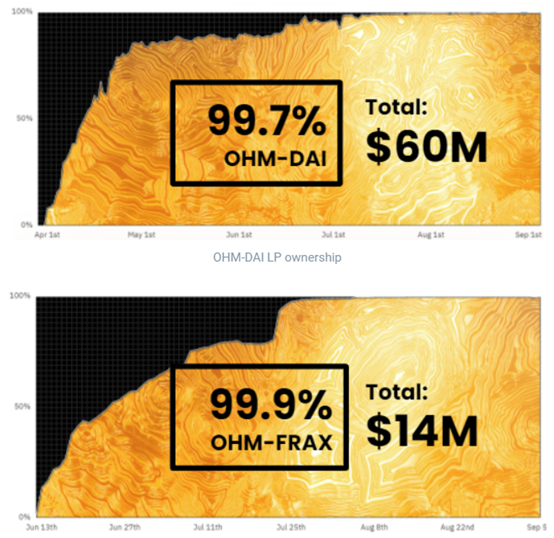 100%
50%
0%
99.7%
OHM-DAI
Total:
$60M
Apr 1st May 1st Jun 1st Jul 1st Aug 1st Sep 1st
OHM-DAI LP ownership
100%
50%
0%
99.9%
OHM-FRAX
Total:
$14M
Jun 13th Jun 27th Jul 11th Jul 25th Aug 8th Aug 22nd Sep 5